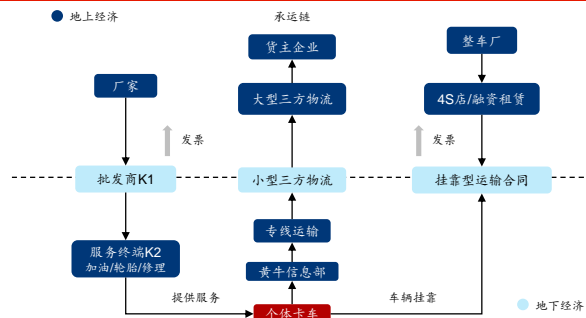 地上经济
承运链
货主企业
整车厂
厂家
大型三方物流
4S店/融资租赁
发票
发票
批发商K1
小型三方物流
挂靠型运输合同
专线运输
服务终端K2
加油/轮胎/修理
黄牛信息部
提供服务
车辆挂靠
个体卡车
地下经济